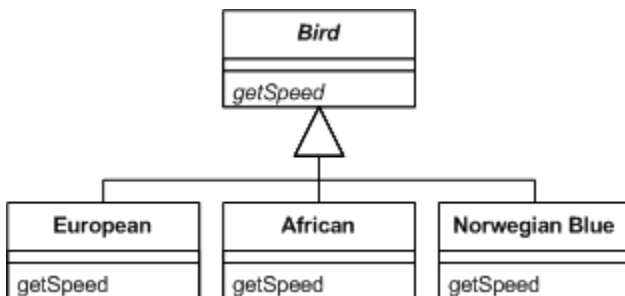 Bird
getSpeed
European
African
Norwegian Blue
getSpeed
getSpeed
getSpeed